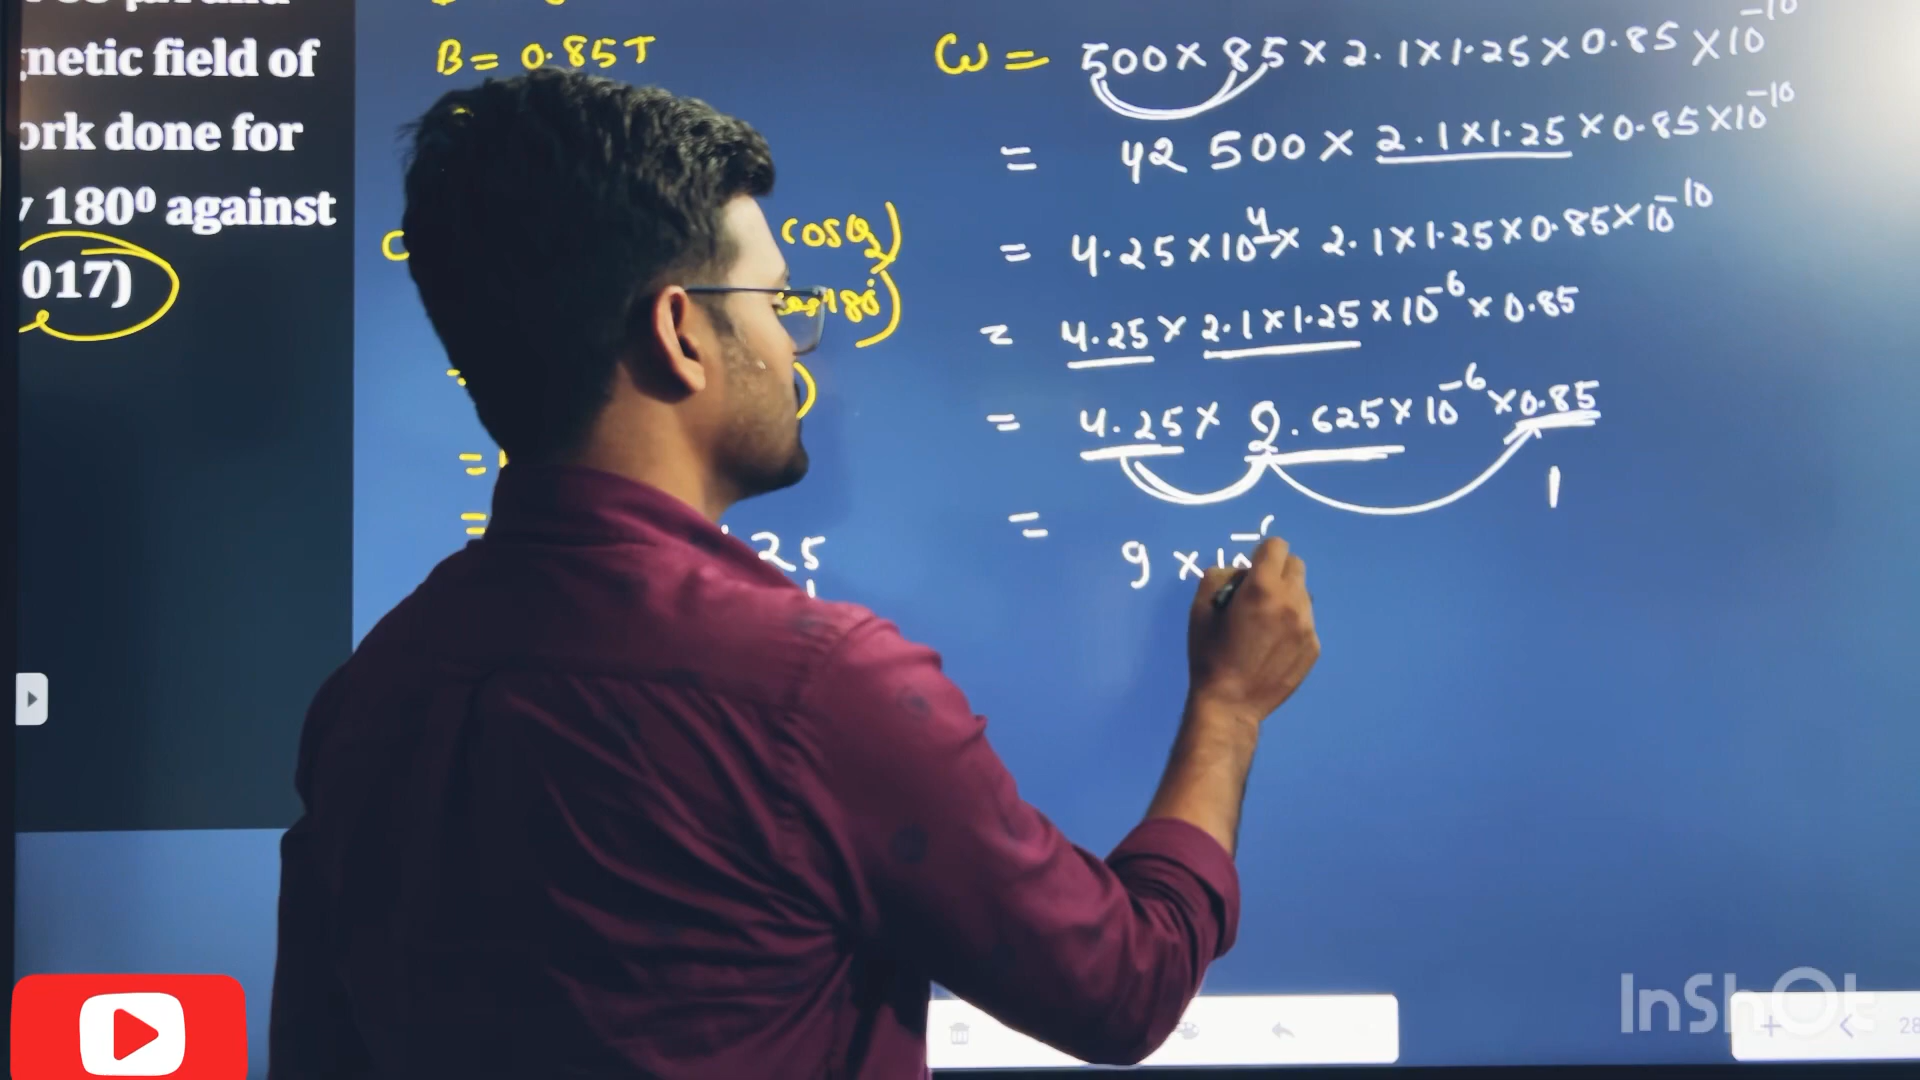 netic field of
ork done for
180⁰ against
017)
B = 0.85T
cosθ₂)
180°)
25
W = 500 × 85 × 2.1 × 1.25 × 0.85 × 10⁻¹⁰
= 42 500 × 2.1 × 1.25 × 0.85 × 10⁻¹⁰
= 4.25 × 10⁴ × 2.1 × 1.25 × 0.85 × 10⁻¹⁰
= 4.25 × 2.1 × 1.25 × 10⁻⁶ × 0.85
= 4.25 × 2.625 × 10⁻⁶ × 0.85
1
= 9 × 10
InShOt
28